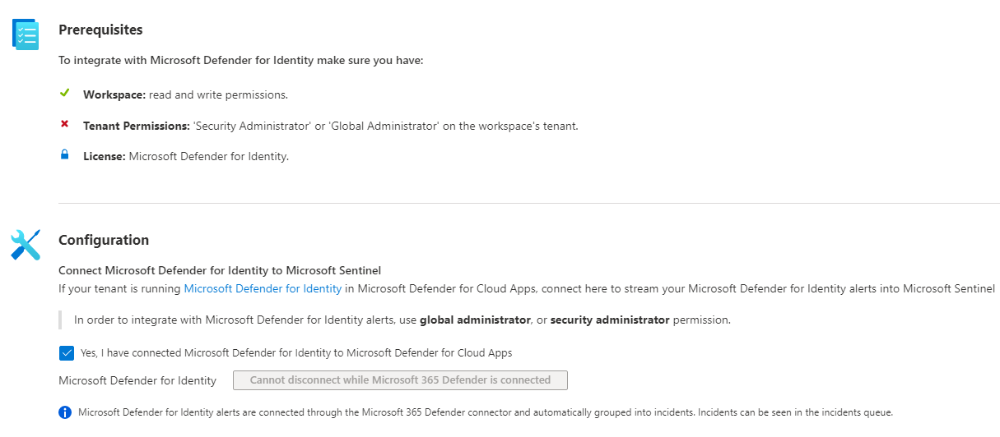 Prerequisites
To integrate with Microsoft Defender for Identity make sure you have:
Workspace: read and write permissions.
Tenant Permissions: 'Security Administrator' or 'Global Administrator' on the workspace's tenant.
License: Microsoft Defender for Identity.
Configuration
Connect Microsoft Defender for Identity to Microsoft Sentinel
If your tenant is running Microsoft Defender for Identity in Microsoft Defender for Cloud Apps, connect here to stream your Microsoft Defender for Identity alerts into Microsoft Sentinel
In order to integrate with Microsoft Defender for Identity alerts, use global administrator, or security administrator permission.
Yes, I have connected Microsoft Defender for Identity to Microsoft Defender for Cloud Apps
Microsoft Defender for Identity Cannot disconnect while Microsoft 365 Defender is connected
Microsoft Defender for Identity alerts are connected through the Microsoft 365 Defender connector and automatically grouped into incidents. Incidents can be seen in the incidents queue.